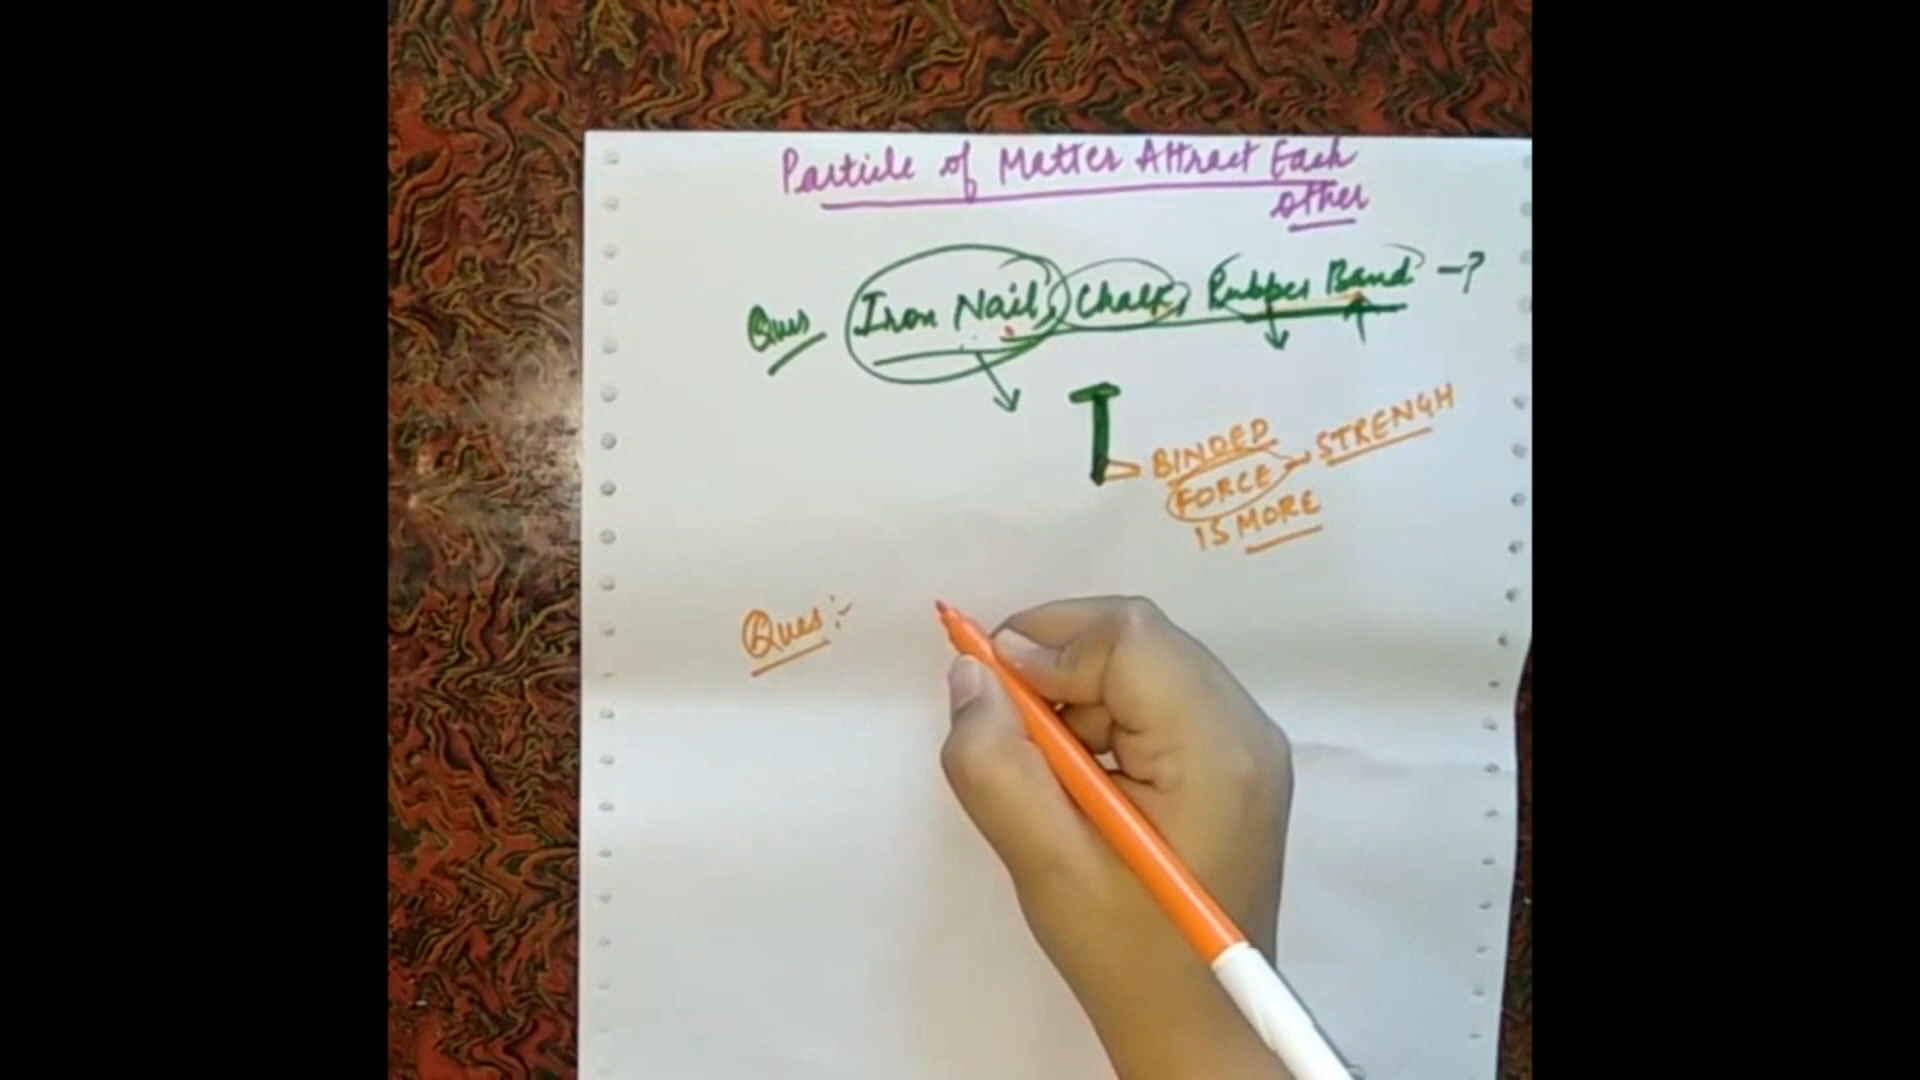 Particle of Matter Attract Each
other
Ques Iron Nail, Chalk, Rubber Band -?
BINDED STRENGH
FORCE
IS MORE
Ques:-